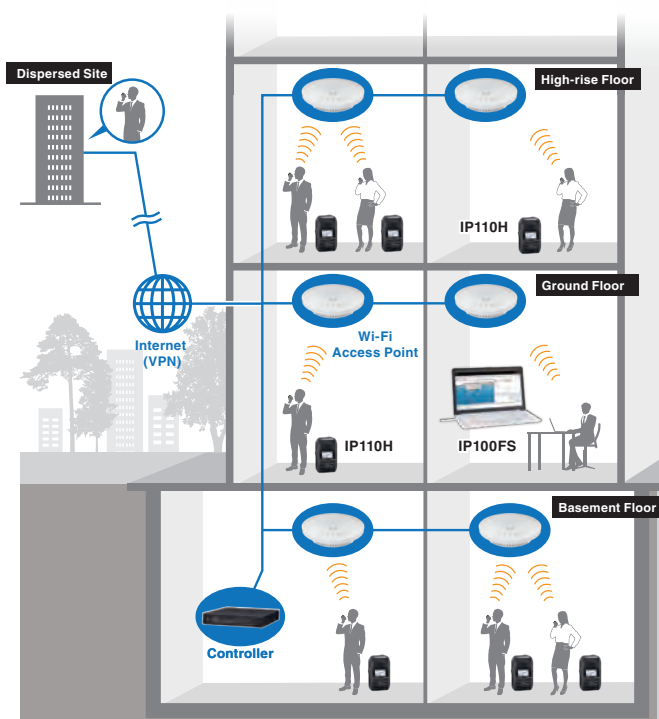 Dispersed Site
High-rise Floor
IP110H
Ground Floor
Internet
(VPN)
Wi-Fi
Access Point
IP110H
IP100FS
Basement Floor
Controller